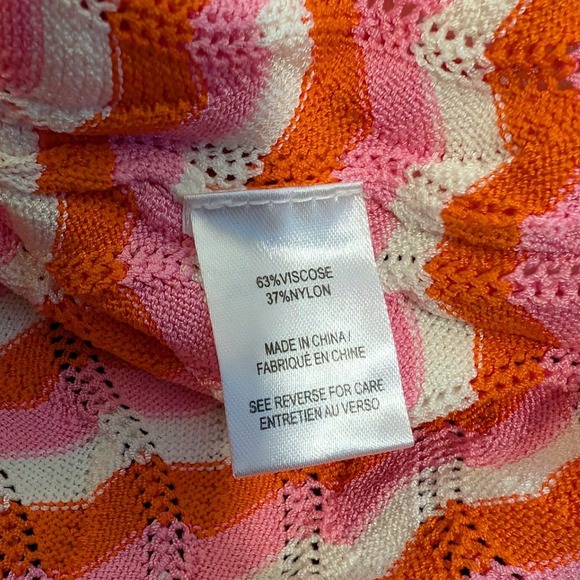 63%VISCOSE
37%NYLON
MADE IN CHINA/
FABRIQUÉ EN CHINE
SEE REVERSE FOR CARE
ENTRETIEN AU VERSO